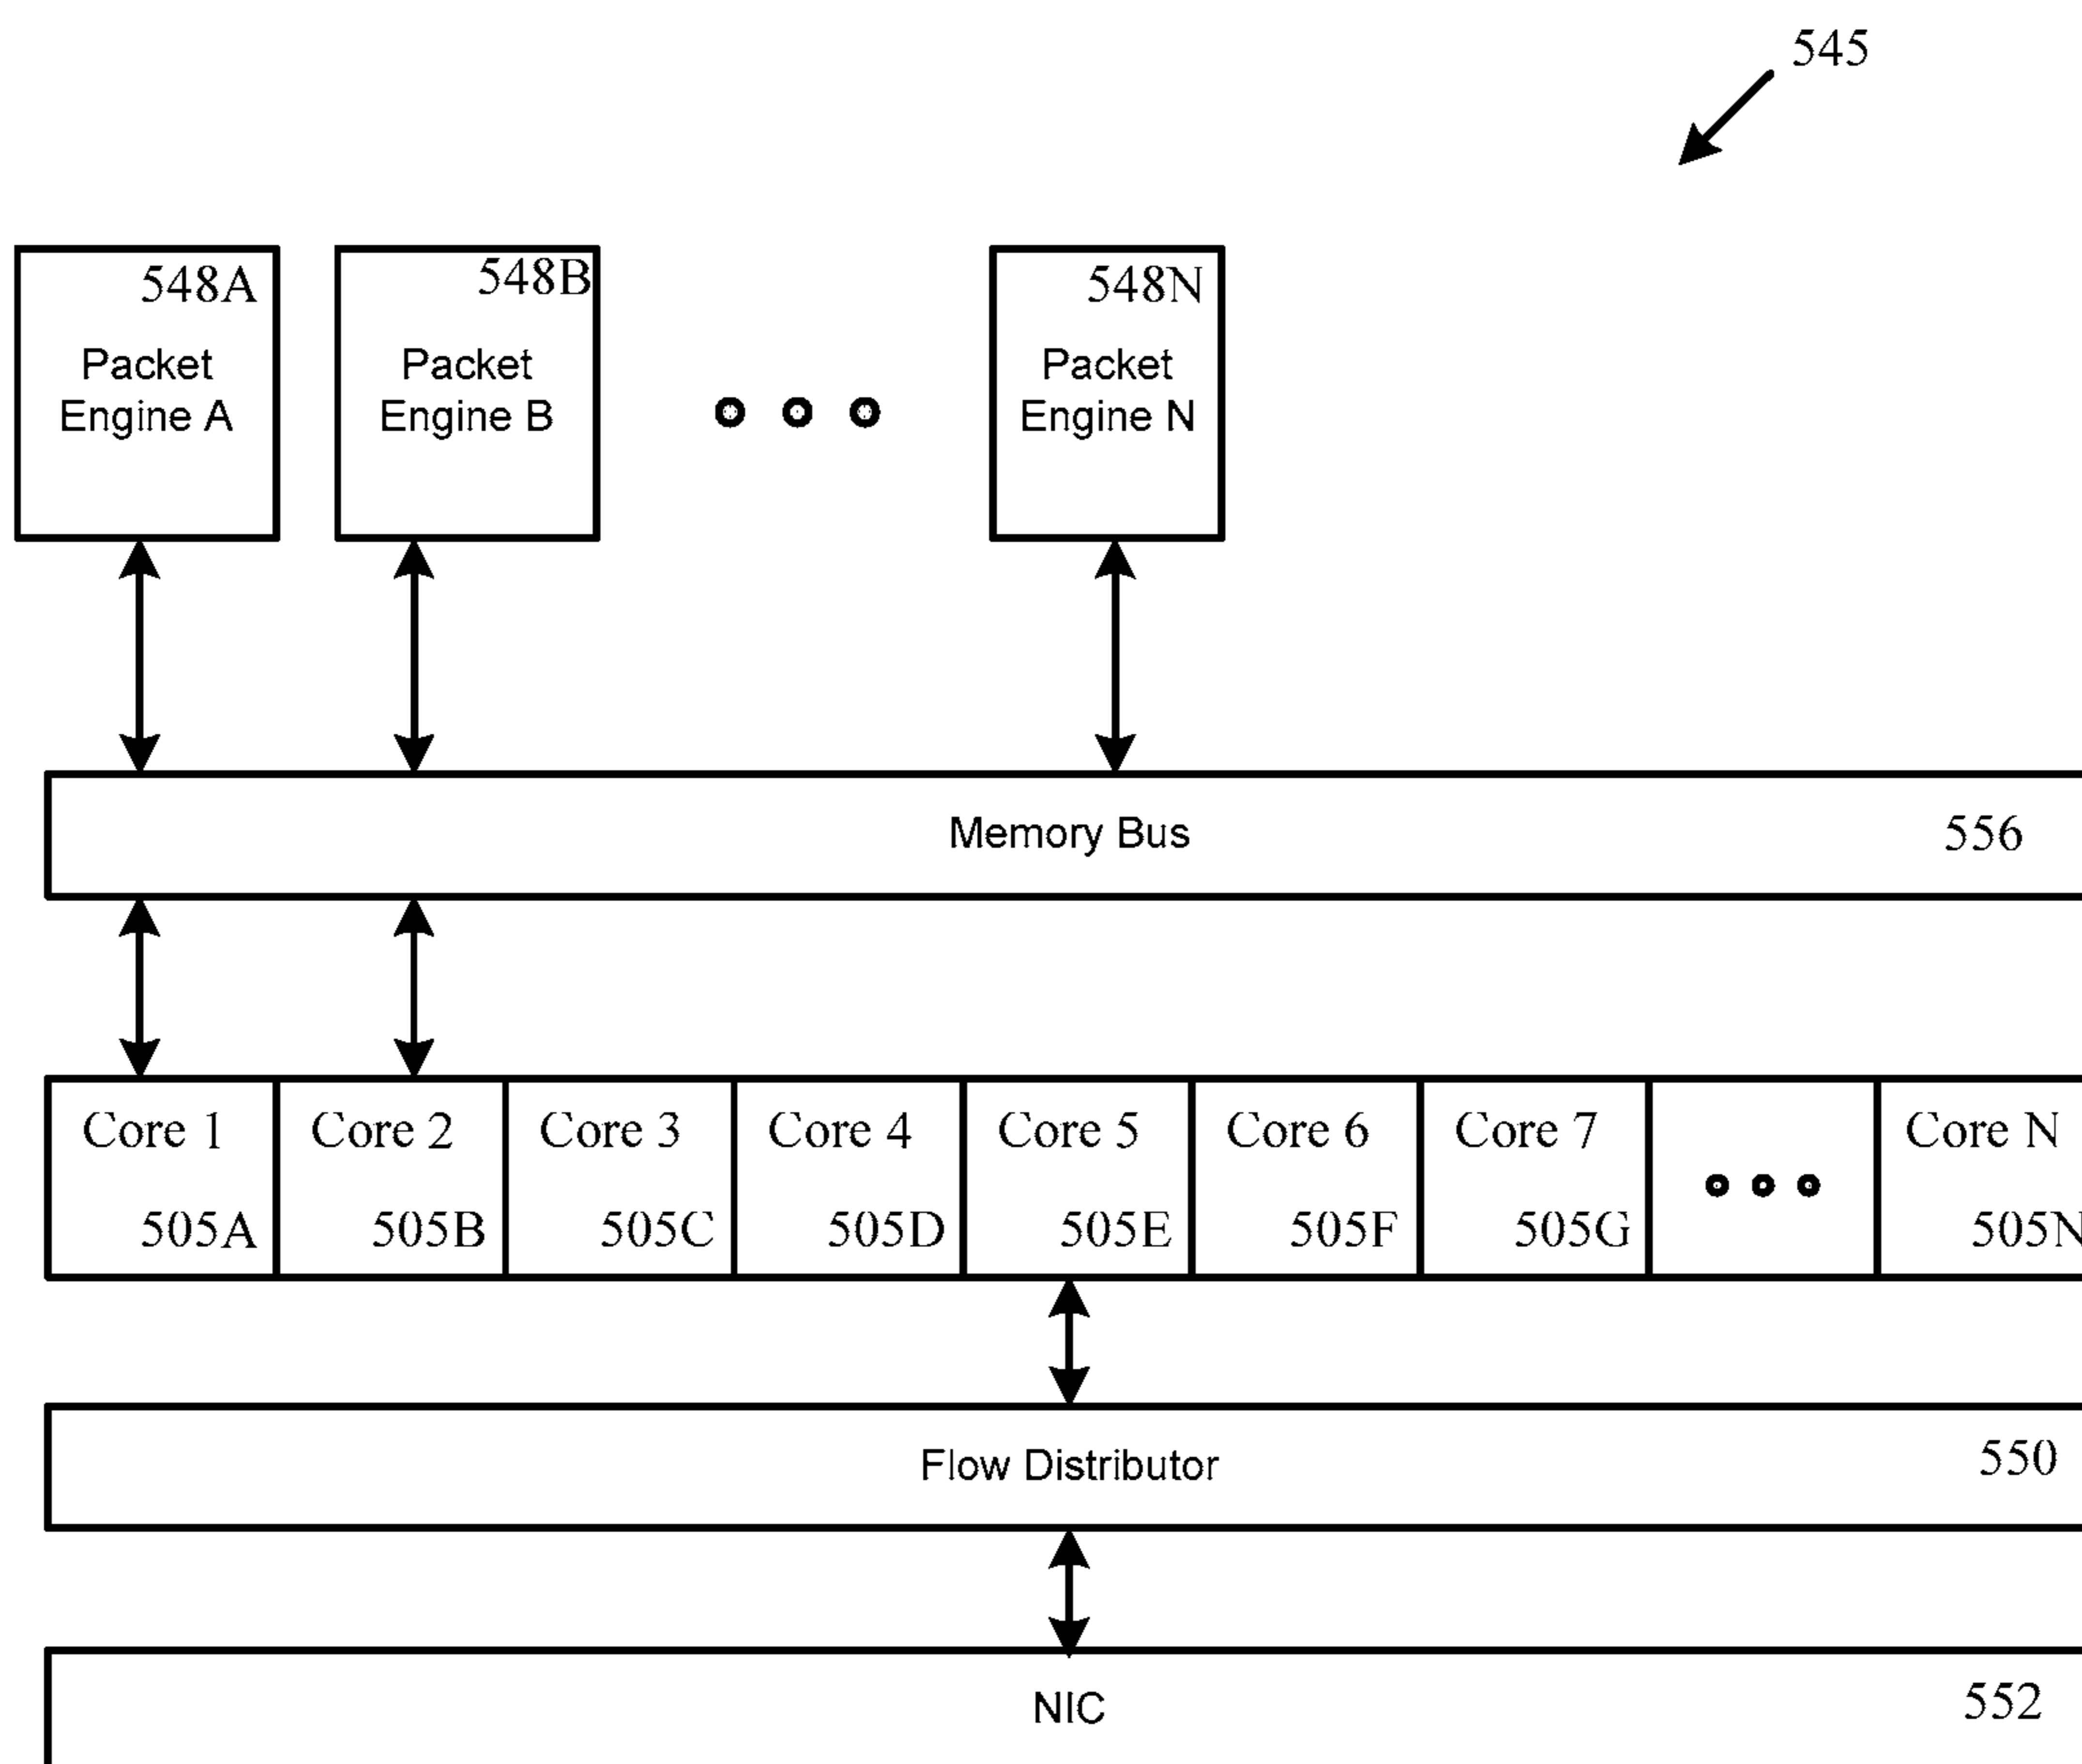 545
548A
Packet
Engine A
548B
Packet
Engine B
548N
Packet
Engine N
Memory Bus
556
Core 1
505A
Core 2
505B
Core 3
505C
Core 4
505D
Core 5
505E
Core 6
505F
Core 7
505G
Core N
505N
Flow Distributor
550
NIC
552